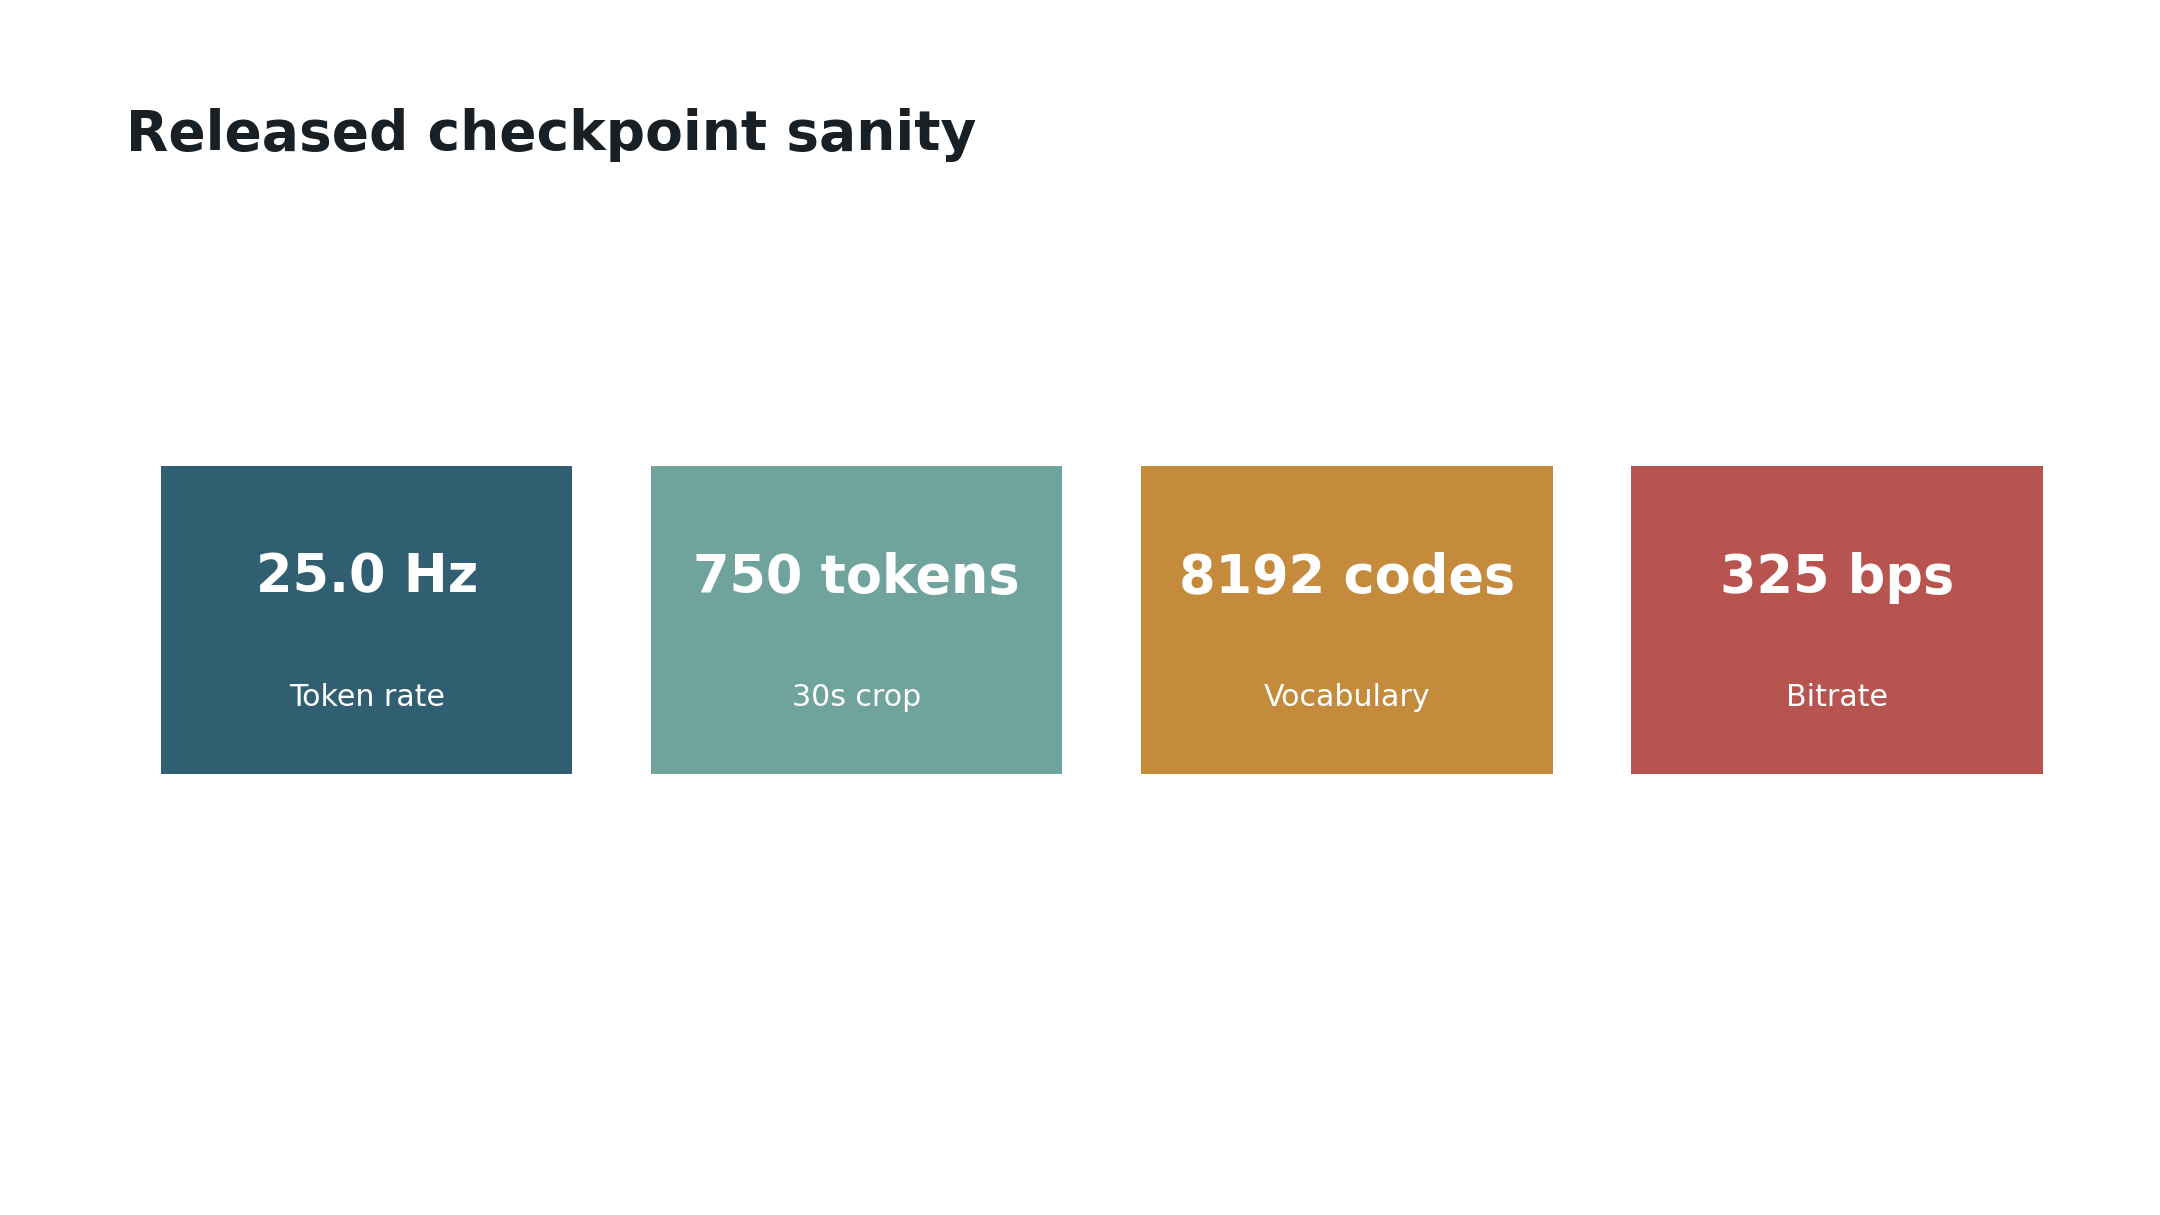 Released checkpoint sanity
25.0 Hz
Token rate
750 tokens
30s crop
8192 codes
Vocabulary
325 bps
Bitrate